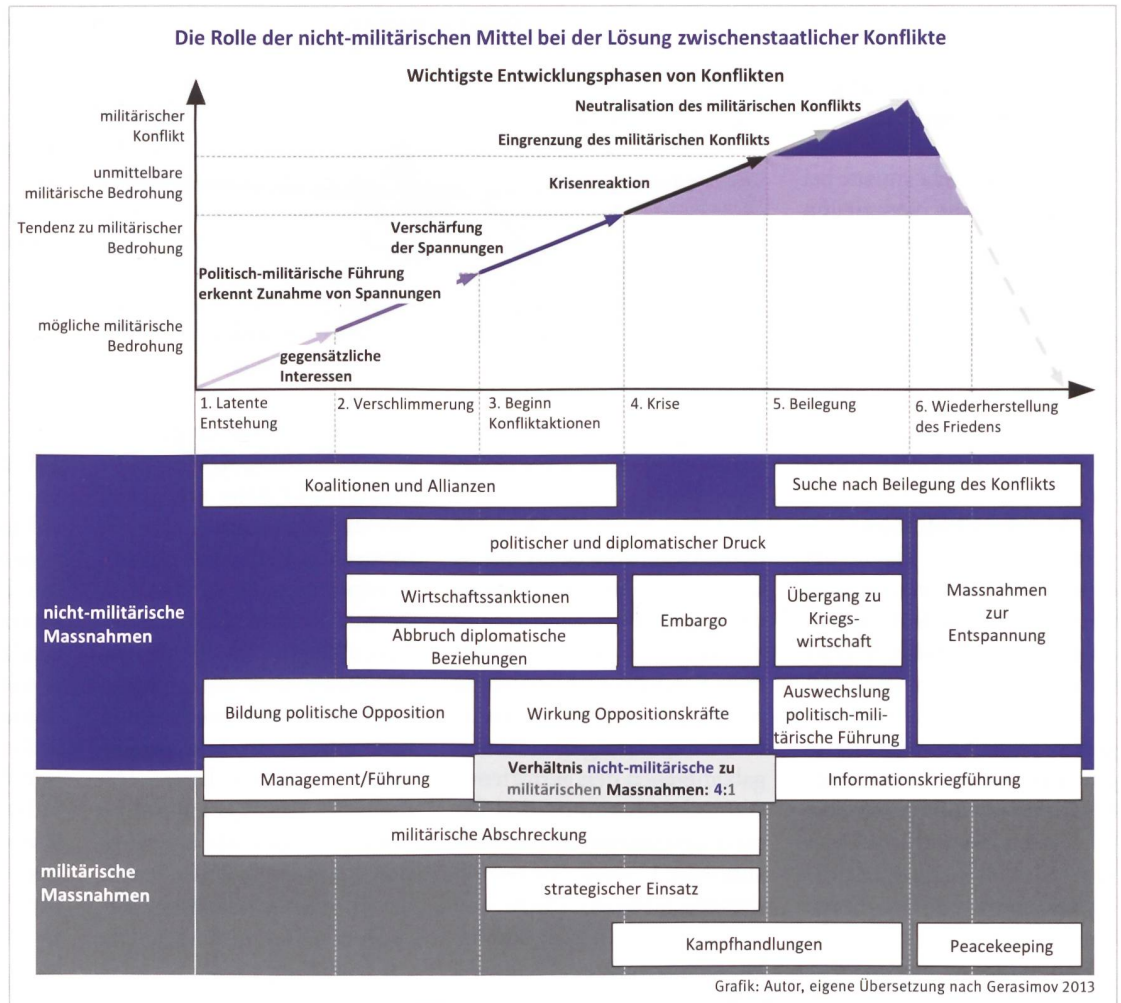 Die Rolle der nicht-militärischen Mittel bei der Lösung zwischenstaatlicher Konflikte
Wichtigste Entwicklungsphasen von Konflikten
militärischer
Konflikt
unmittelbare
militärische Bedrohung
Tendenz zu militärischer
Bedrohung
mögliche militärische
Bedrohung
Neutralisation des militärischen Konflikts
Eingrenzung des militärischen Konflikts
Krisenreaktion
Verschärfung
der Spannungen
Politisch-militärische Führung
erkennt Zunahme von Spannungen
gegensätzliche
Interessen
1. Latente
Entstehung
2. Verschlimmerung
3. Beginn
Konfliktaktionen
4. Krise
5. Beilegung
6. Wiederherstellung
des Friedens
nicht-militärische
Massnahmen
Koalitionen und Allianzen
Suche nach Beilegung des Konflikts
politischer und diplomatischer Druck
Wirtschaftssanktionen
Abbruch diplomatische
Beziehungen
Embargo
Übergang zu
Kriegs-
wirtschaft
Massnahmen
zur
Entspannung
Bildung politische Opposition
Wirkung Oppositionskräfte
Auswechslung
politisch-mili-
tärische Führung
Management/Führung
Verhältnis nicht-militärische zu
militärischen Massnahmen: 4:1
Informationskriegführung
militärische
Massnahmen
militärische Abschreckung
strategischer Einsatz
Kampfhandlungen
Peacekeeping
Grafik: Autor, eigene Übersetzung nach Gerasimov 2013